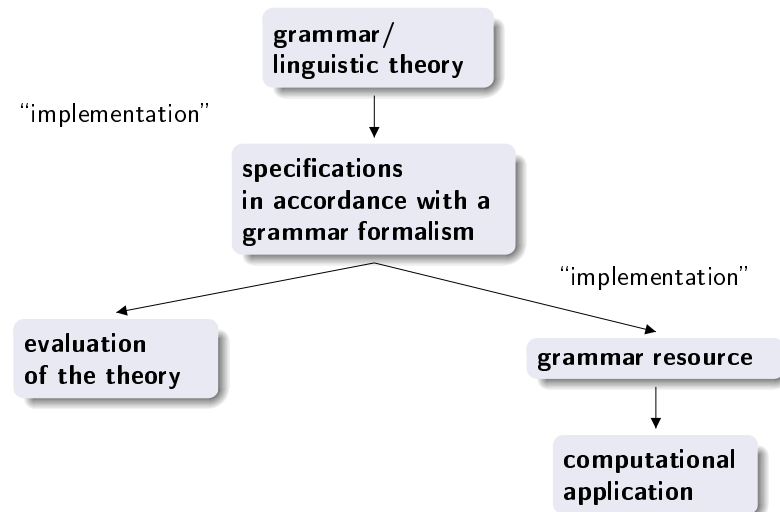 grammar/
linguistic theory
“implementation”
specifications
in accordance with a
grammar formalism
“implementation”
evaluation
of the theory
grammar resource
computational
application